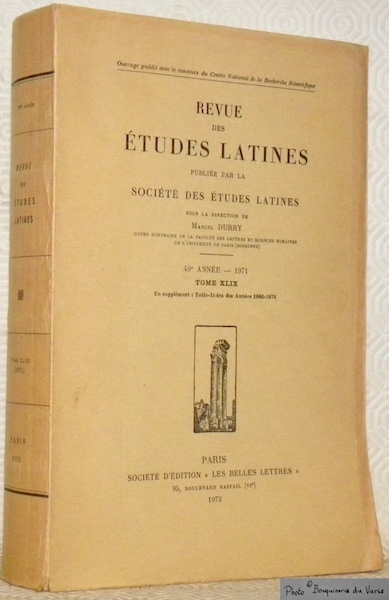 Ouvrage publié avec le concours du Centre National de la Recherche Scientifique
REVUE
DES
ÉTUDES LATINES
PUBLIÉE PAR LA
SOCIÉTÉ DES ÉTUDES LATINES
SOUS LA DIRECTION DE
MARCEL DURRY
DOYEN HONORAIRE DE LA FACULTÉ DES LETTRES ET SCIENCES HUMAINES
DE L'UNIVERSITÉ DE PARIS (SORBONNE)
49e ANNÉE — 1971
TOME XLIX
En supplément : Table-Index des Années 1966-1970
PARIS
SOCIÉTÉ D'ÉDITION « LES BELLES LETTRES »
95, BOULEVARD RASPAIL (VIe)
1972
REVUE
DES
ÉTUDES
LATINES
TOME XLIX
(1971)
PARIS
1972
Photo © Bouquinerie du Varis